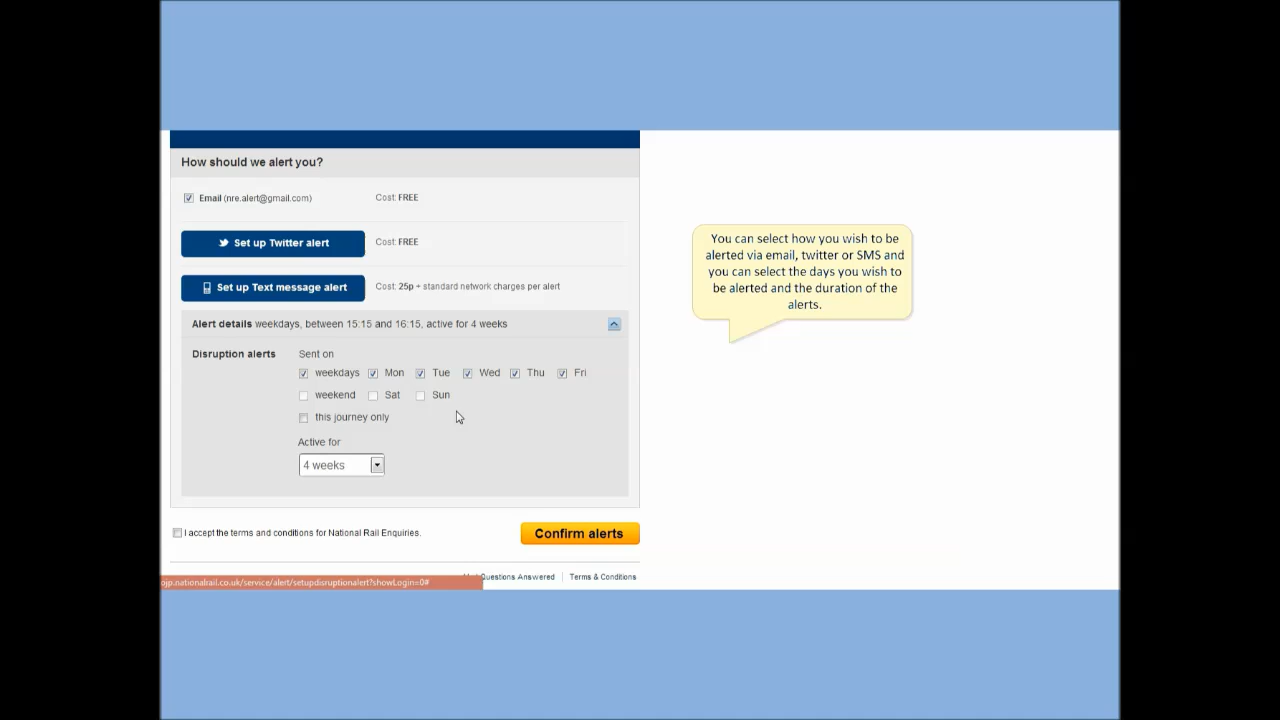 How should we alert you?
Email (nre.alert@gmail.com) Cost: FREE
Set up Twitter alert Cost: FREE
Set up Text message alert Cost: 25p + standard network charges per alert
Alert details weekdays, between 15:15 and 16:15, active for 4 weeks
Disruption alerts Sent on
weekdays Mon Tue Wed Thu Fri
weekend Sat Sun
this journey only
Active for
4 weeks
I accept the terms and conditions for National Rail Enquiries.
Confirm alerts
Questions Answered Terms & Conditions
ojp.nationalrail.co.uk/service/alert/setupdisruptionalert?showLogin=0#
You can select how you wish to be
alerted via email, twitter or SMS and
you can select the days you wish to
be alerted and the duration of the
alerts.